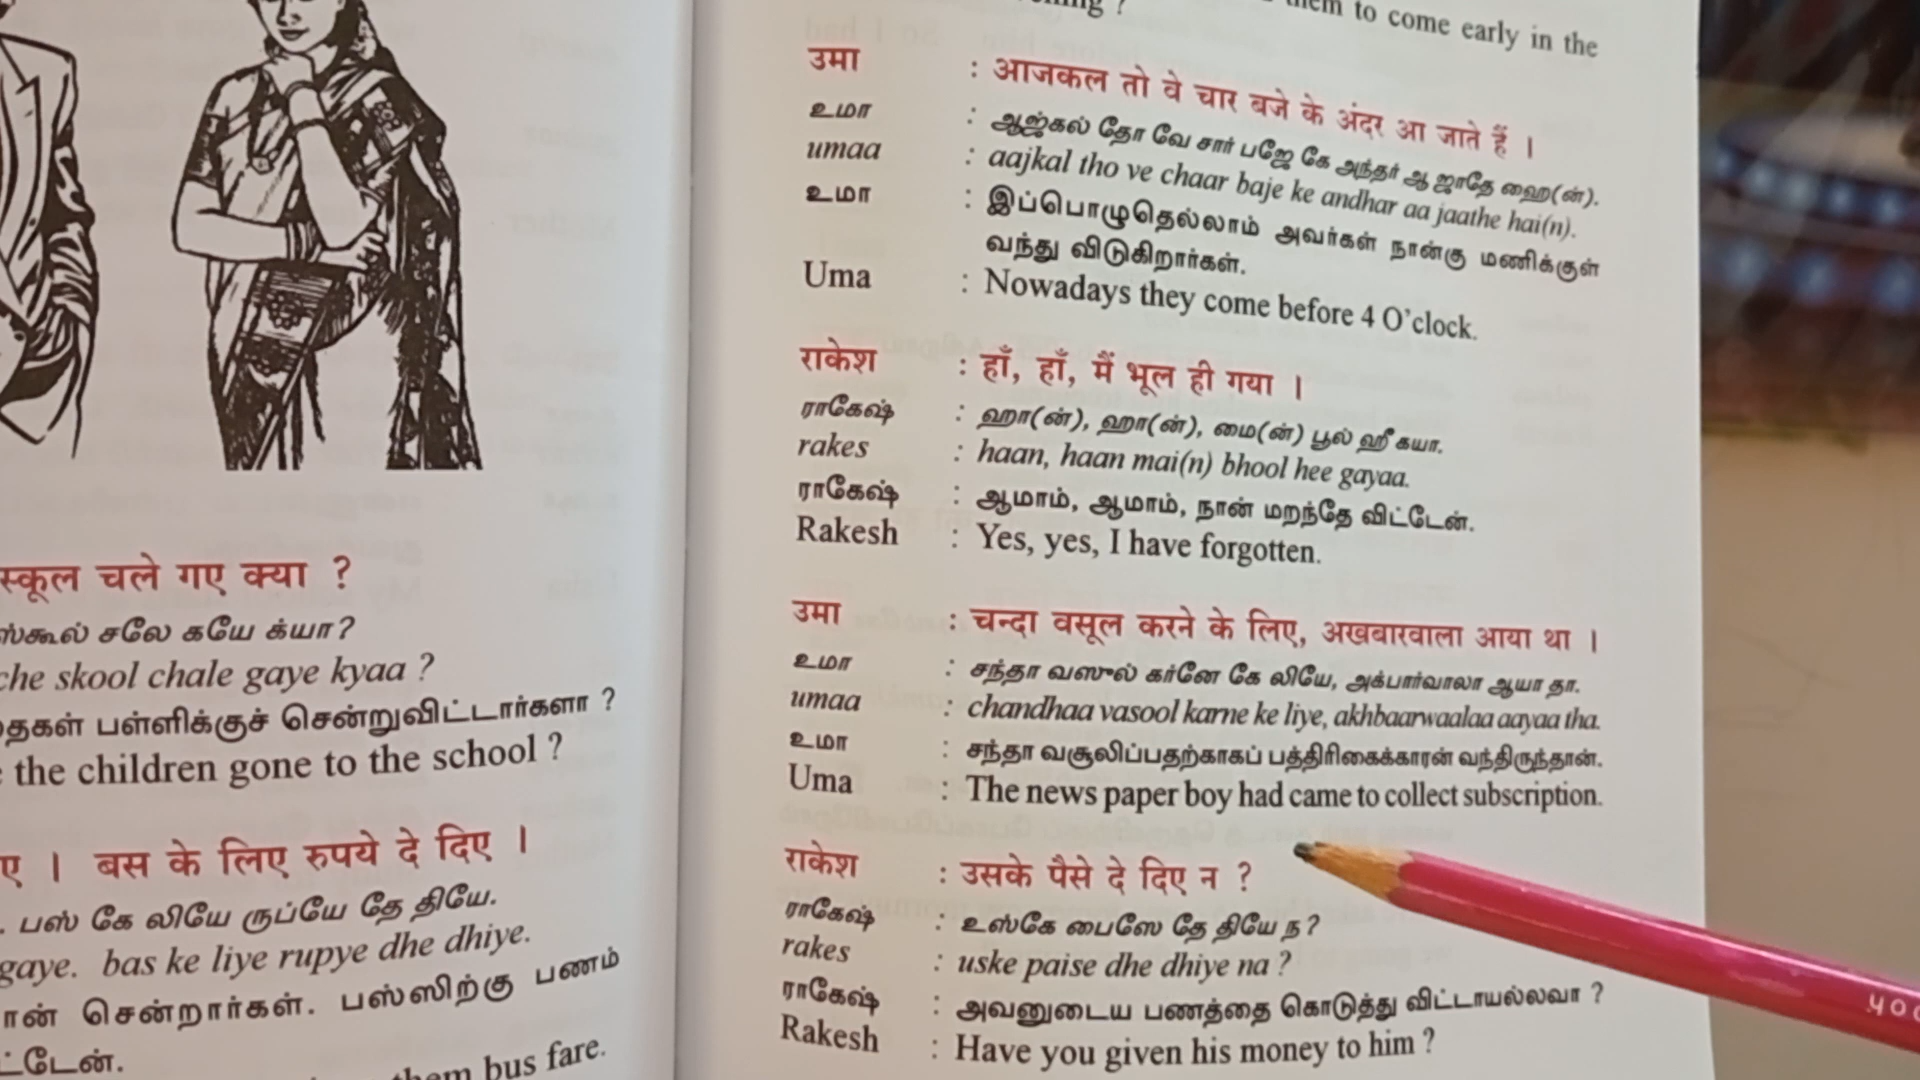 स्कूल चले गए क्या ?
ஸ்கூல் சலே கயே க்யா?
che skool chale gaye kyaa ?
பள்ளிக்குச் சென்றுவிட்டார்களா ?
the children gone to the school ?
। बस के लिए रुपये दे दिए ।
. பஸ் கே லியே ருப்யே தே தியே.
gaye. bas ke liye rupye dhe dhiye.
சென்றார்கள். பஸ்ஸிற்கு பணம்
them bus fare.
them to come early in the
?
उमा : आजकल तो वे चार बजे के अंदर आ जाते हैं ।
உமா : ஆஜ்கல் தோ வே சார் பஜே கே அந்தர் ஆ ஜாதே ஹை(ன்).
umaa : aajkal tho ve chaar baje ke andhar aa jaathe hai(n).
உமா : இப்பொழுதெல்லாம் அவர்கள் நான்கு மணிக்குள்
வந்து விடுகிறார்கள்.
Uma : Nowadays they come before 4 O'clock.
राकेश : हाँ, हाँ, मैं भूल ही गया ।
ராகேஷ் : ஹா(ன்), ஹா(ன்), மை(ன்) பூல் ஹீ கயா.
rakes : haan, haan mai(n) bhool hee gayaa.
ராகேஷ் : ஆமாம், ஆமாம், நான் மறந்தே விட்டேன்.
Rakesh : Yes, yes, I have forgotten.
उमा : चन्दा वसूल करने के लिए, अखबारवाला आया था ।
உமா : சந்தா வஸுல் கர்னே கே லியே, அக்பார்வாலா ஆயா தா.
umaa : chandhaa vasool karne ke liye, akhbaarwaalaa aayaa tha.
உமா : சந்தா வசூலிப்பதற்காகப் பத்திரிகைக்காரன் வந்திருந்தான்.
Uma : The news paper boy had came to collect subscription.
राकेश : उसके पैसे दे दिए न ?
ராகேஷ் : உஸ்கே பைஸே தே தியே ந ?
rakes : uske paise dhe dhiye na ?
ராகேஷ் : அவனுடைய பணத்தை கொடுத்து விட்டாயல்லவா ?
Rakesh : Have you given his money to him ?